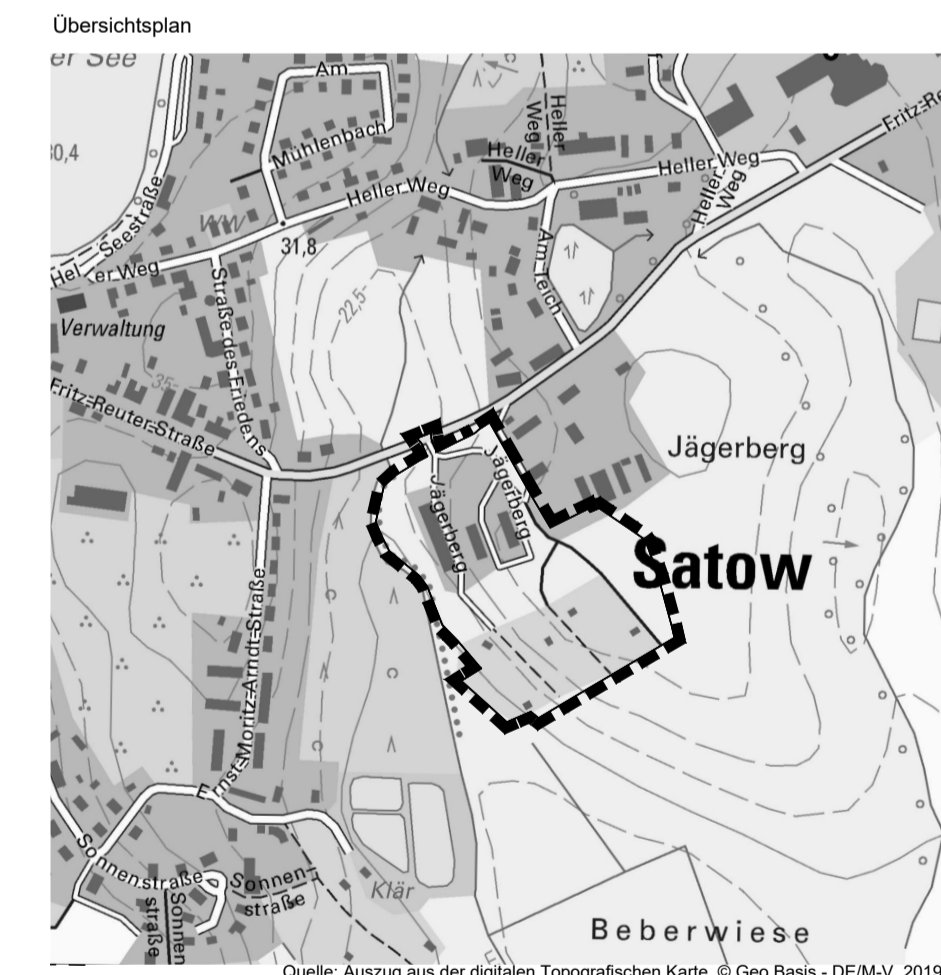 Übersichtsplan
er See
Am
Mühlenbach
Heller
Weg
Heller
Weg
Heller Weg
Heller Weg
Heller
Weg
Fritz-Re
30,4
Seestraße
WW
31,8
Hel
er Weg
Am Teich
Straße des Friedens
22,5
Verwaltung
35
Fritz-Reuter-Straße
Jägerberg
Jägerberg
Jägerberg
Satow
Ernst-Moritz-Arndt-Straße
Sonnenstraße
Sonnen-
straße
Sonnen
straße
Klär
Beberwiese
Quelle: Auszug aus der digitalen Topografischen Karte, © Geo Basis - DE/M-V 2019